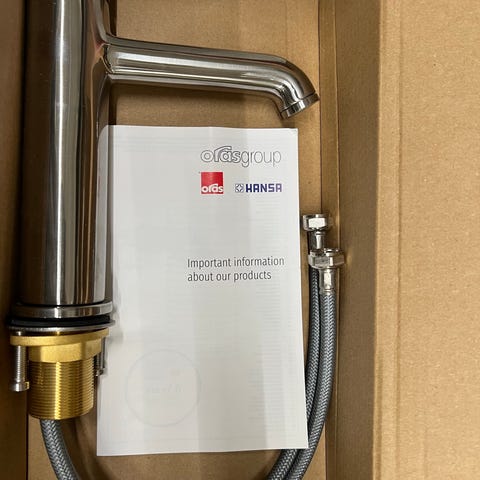 orasgroup
oras HANSA
Important information
about our products